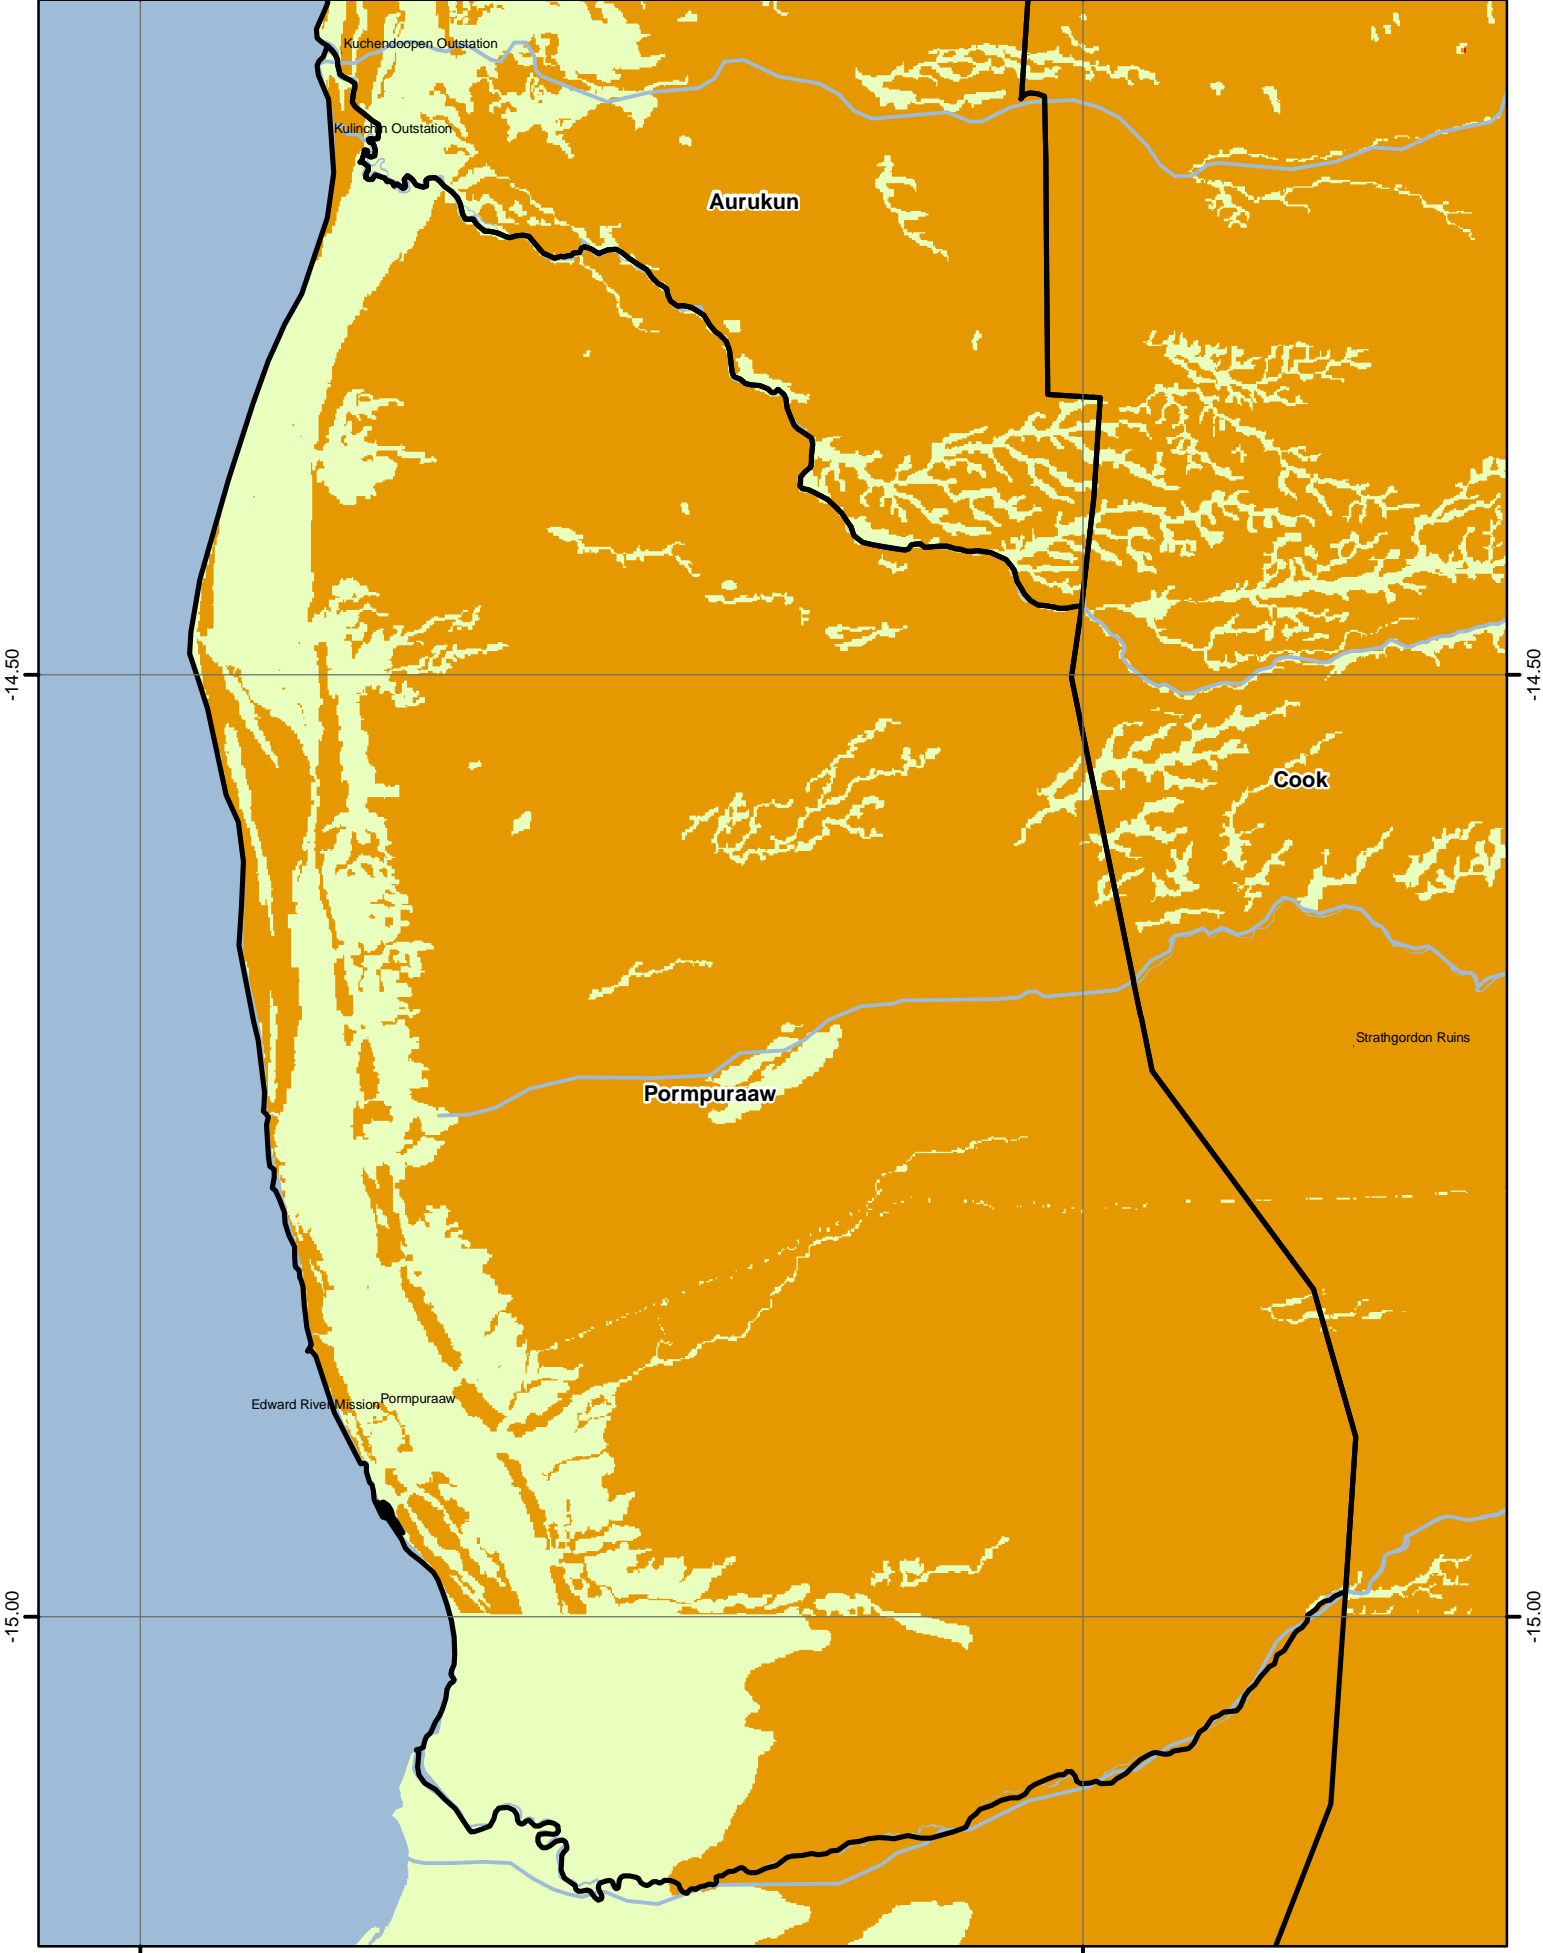 Kuchendoopen Outstation
Kulinchin Outstation
Aurukun
-14.50
-14.50
Cook
Strathgordon Ruins
Pormpuraaw
Pormpuraaw
Edward River Mission
-15.00
-15.00